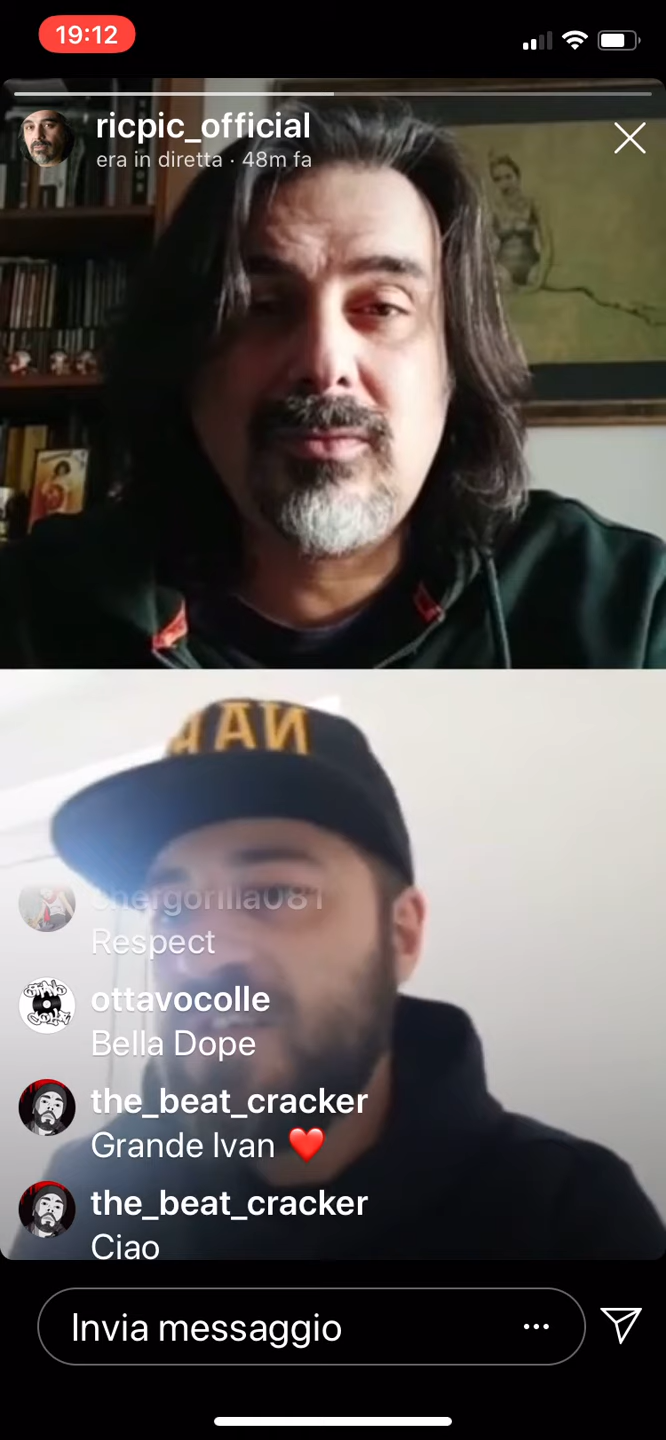 19:12
ricpic_official
era in diretta · 48m fa
chefgorilla081
Respect
ottavocolle
Bella Dope
the_beat_cracker
Grande Ivan ❤️
the_beat_cracker
Ciao
Invia messaggio